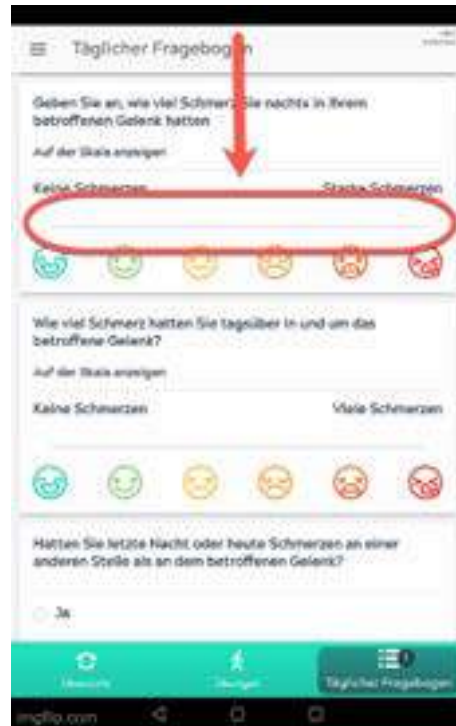 Täglicher Fragebogen
Geben Sie an, wie viel Schmerz Sie nachts in Ihrem
betroffenen Gelenk hatten
Auf der Skala anzeigen
Keine Schmerzen Starke Schmerzen
Wie viel Schmerz hatten Sie tagsüber in und um das
betroffene Gelenk?
Auf der Skala anzeigen
Keine Schmerzen Viele Schmerzen
Hatten Sie letzte Nacht oder heute Schmerzen an einer
anderen Stelle als an dem betroffenen Gelenk?
Ja
Übersicht Übungen Täglicher Fragebogen
imgflip.com